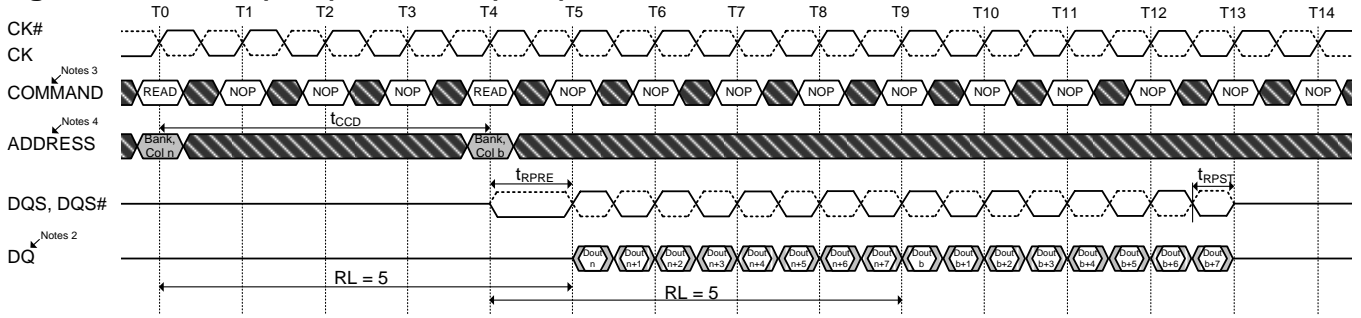 T0 T1 T2 T3 T4 T5 T6 T7 T8 T9 T10 T11 T12 T13 T14
CK#
CK
Notes 3
COMMAND READ NOP NOP NOP READ NOP NOP NOP NOP NOP NOP NOP NOP NOP NOP
tCCD
Notes 4
ADDRESS Bank, Col n Bank, Col b
tRPRE tRPST
DQS, DQS#
Notes 2
DQ Dout n Dout n+1 Dout n+2 Dout n+3 Dout n+4 Dout n+5 Dout n+6 Dout n+7 Dout b Dout b+1 Dout b+2 Dout b+3 Dout b+4 Dout b+5 Dout b+6 Dout b+7
RL = 5 RL = 5